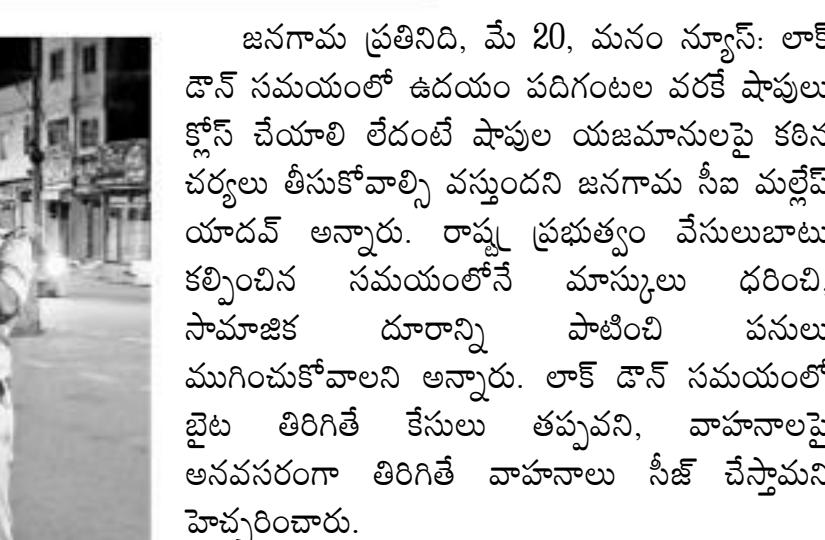 జనగామ ప్రతినిది, మే 20, మనం న్యూస్: లాక్
డౌన్ సమయంలో ఉదయం పదిగంటల వరకే షాపులు
క్లోస్ చేయాలి లేదంటే షాపుల యజమానులపై కఠిన
చర్యలు తీసుకోవాల్సి వస్తుందని జనగామ సీఐ మల్లేష్
యాదవ్ అన్నారు. రాష్ట్ర ప్రభుత్వం వేసులుబాటు
కల్పించిన సమయంలోనే మాస్కులు ధరించి,
సామాజిక దూరాన్ని పాటించి పనులు
ముగించుకోవాలని అన్నారు. లాక్ డౌన్ సమయంలో
బైట తిరిగితే కేసులు తప్పవని, వాహనాలపై
అనవసరంగా తిరిగితే వాహనాలు సీజ్ చేస్తామని
హెచ్చరించారు.